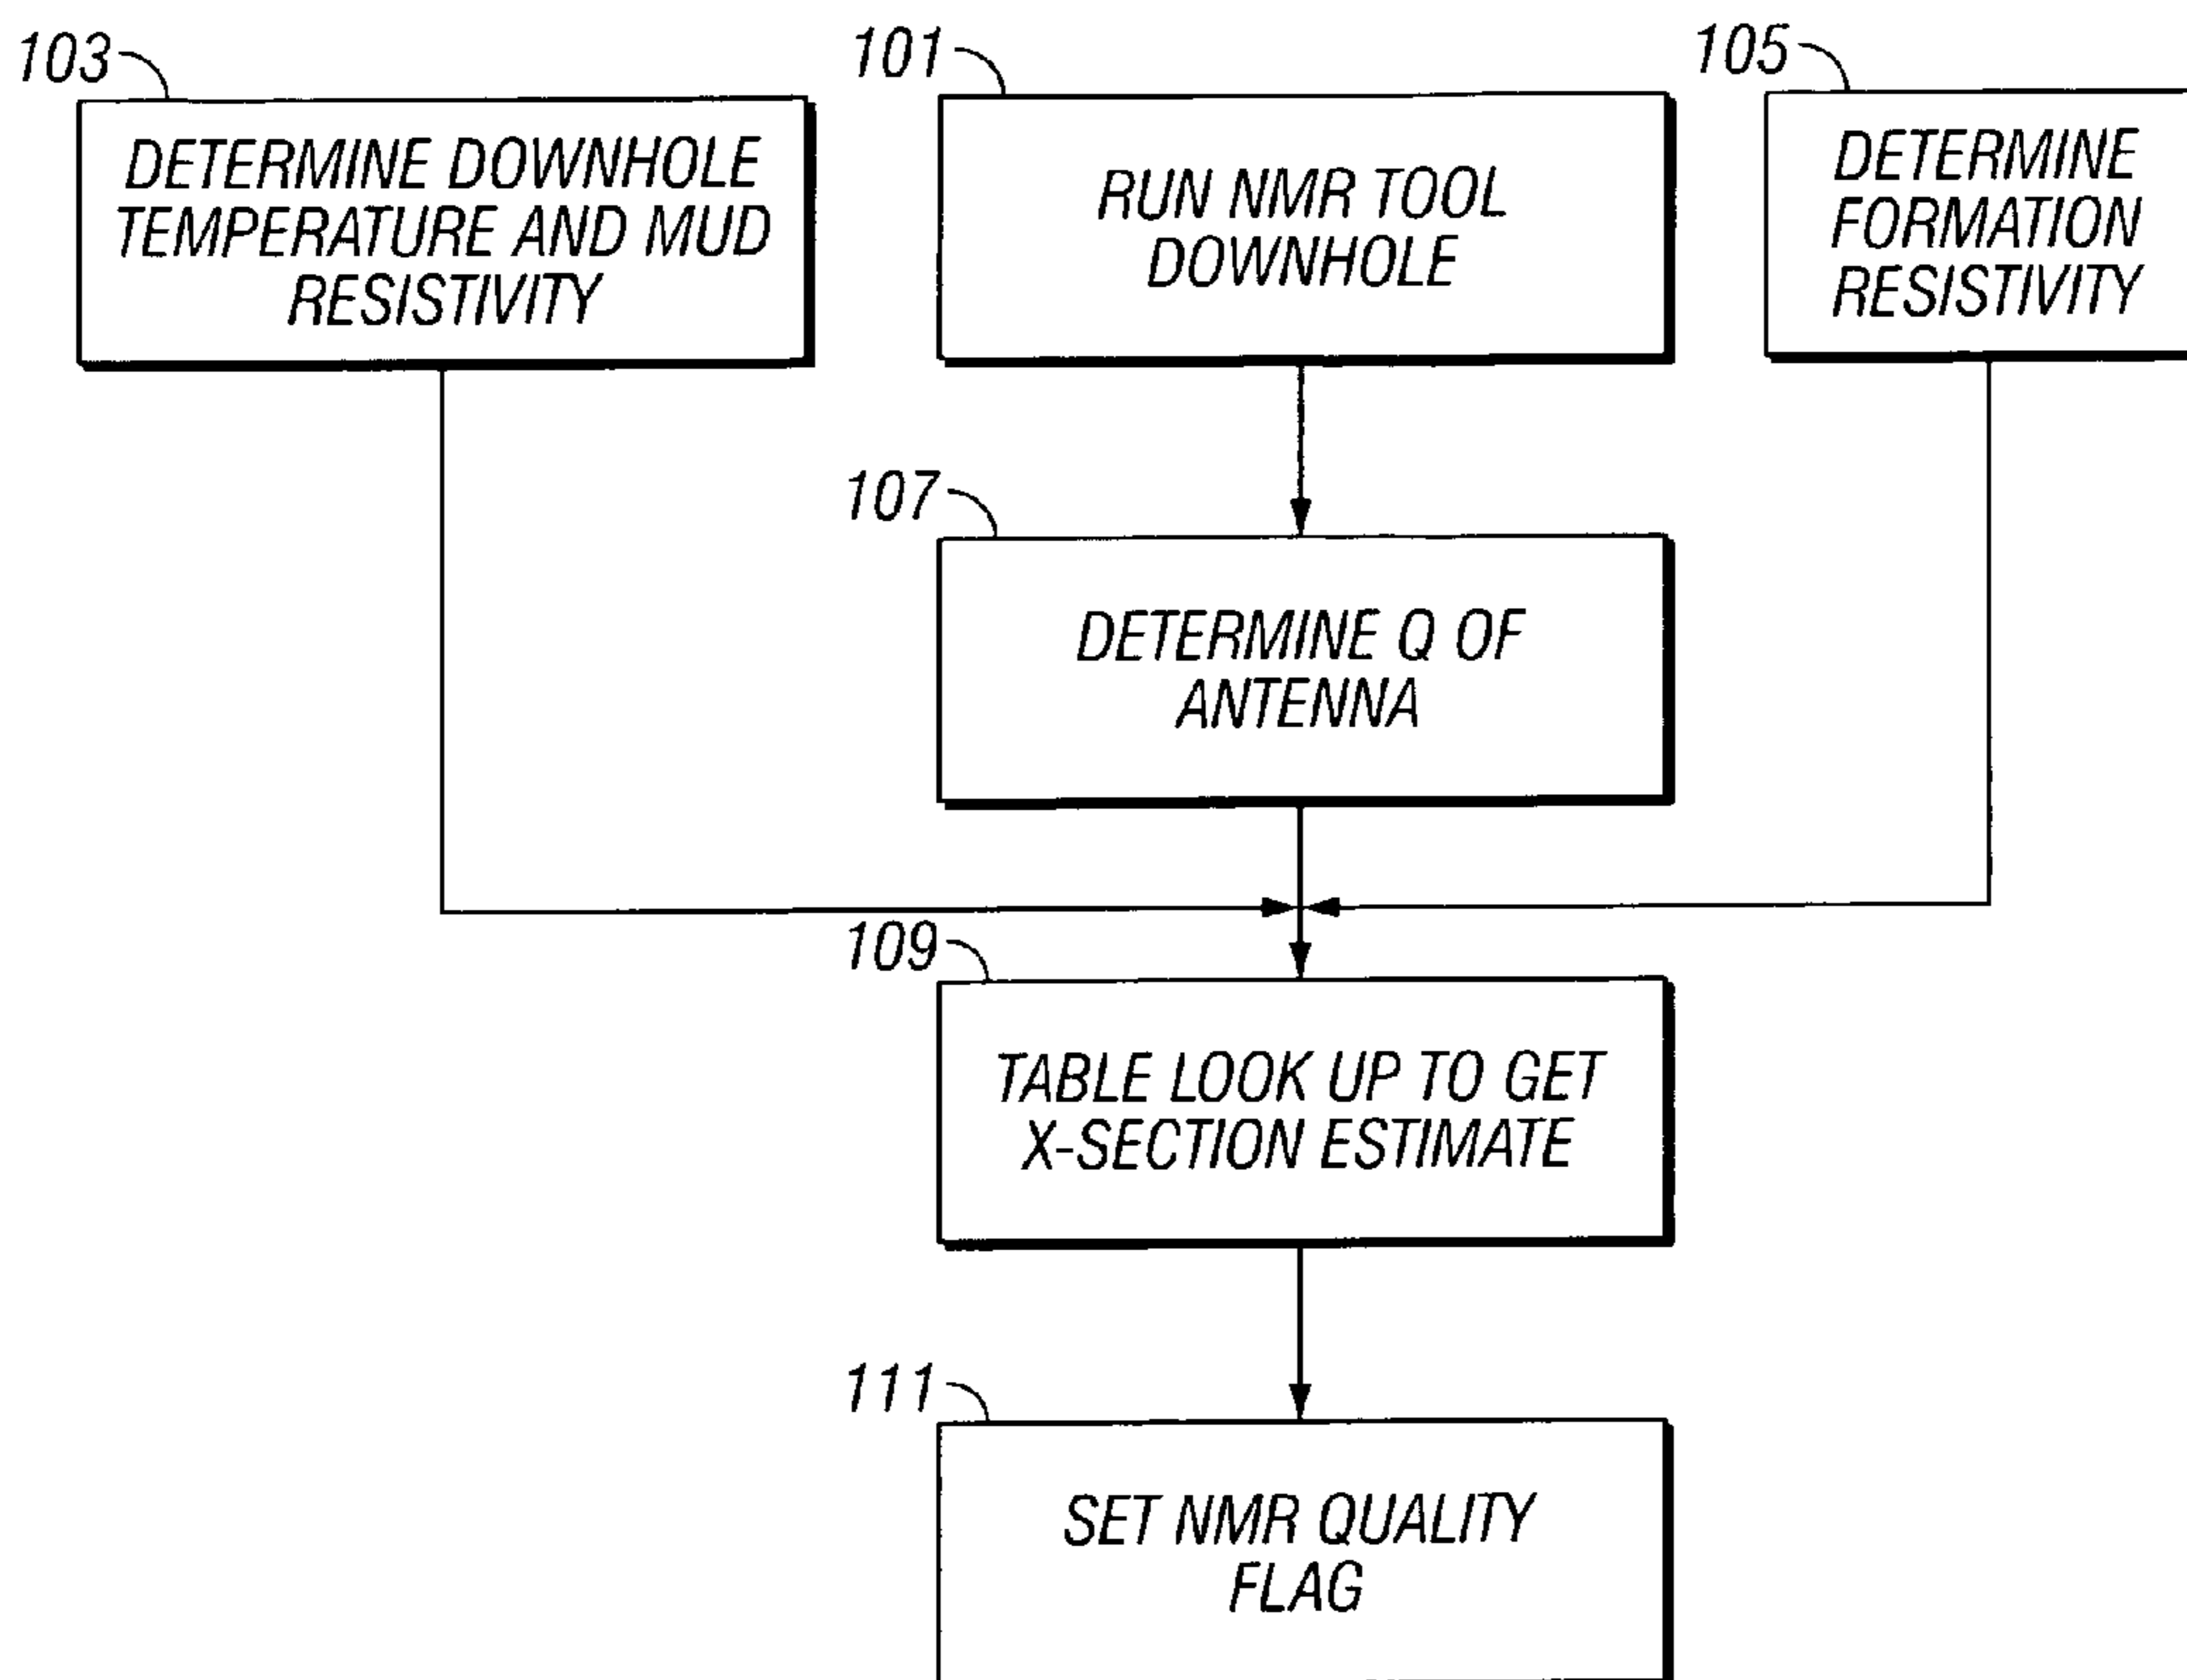 103
DETERMINE DOWNHOLE
TEMPERATURE AND MUD
RESISTIVITY
101
RUN NMR TOOL
DOWNHOLE
105
DETERMINE
FORMATION
RESISTIVITY
107
DETERMINE Q OF
ANTENNA
109
TABLE LOOK UP TO GET
X-SECTION ESTIMATE
111
SET NMR QUALITY
FLAG